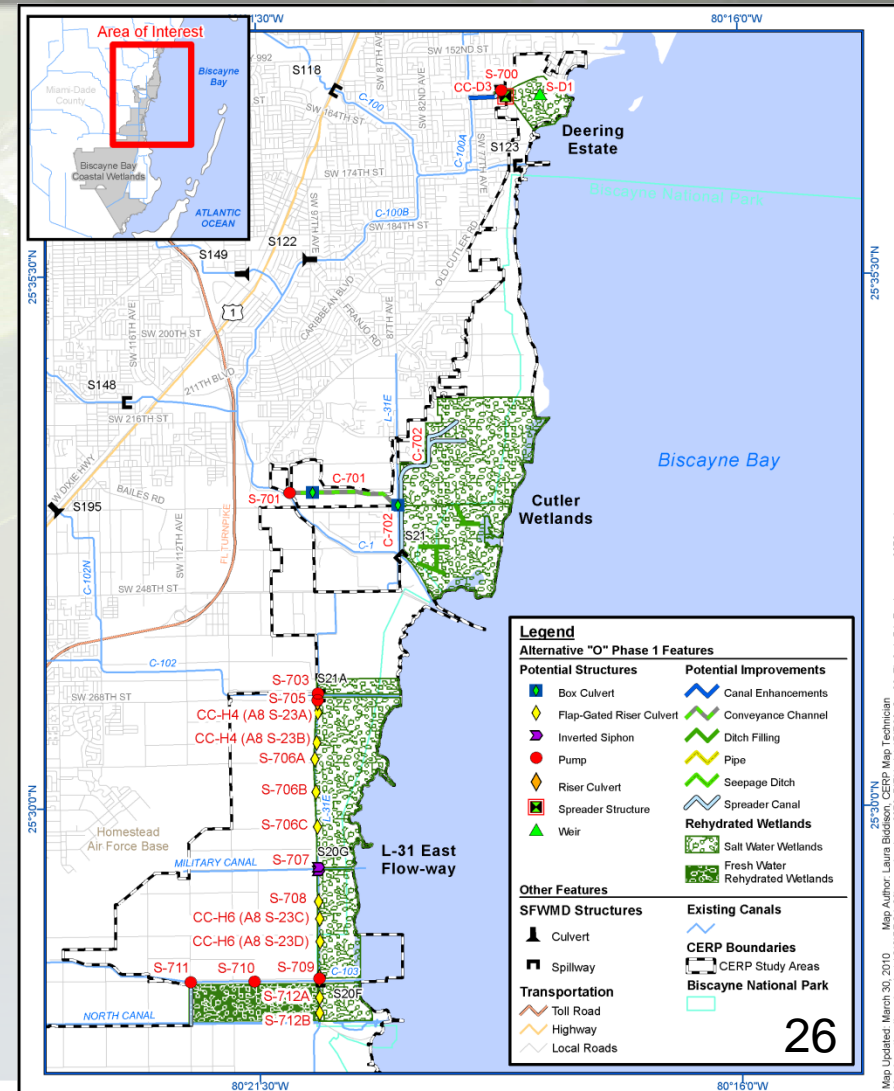 Area of Interest
Biscayne
Bay
Miami-Dade
County
Biscayne Bay
Coastal Wetlands
ATLANTIC
OCEAN
80°16'0"W
SW 152ND ST
S118
C-100
SW 87TH AVE
SW 82ND AVE
SW 184TH ST
S-700
CC-D3
S-D1
Deering
Estate
C-100A
SW 77TH AVE
S123
SW 174TH ST
SW 97TH AVE
C-100B
SW 184TH ST
Biscayne National Park
OLD CUTLER RD
S149
S122
25°35'30"N
25°35'30"N
1
CARIBBEAN BLVD
FRANJO RD
87TH AVE
SW 116TH AVE
SW 200TH ST
S148
211TH BLVD
L-31E
SW 216TH ST
C-702
Biscayne Bay
W DIXIE HWY
BAILES RD
S-701
C-701
S195
Cutler
Wetlands
C-702
S21
C-1
SW 112TH AVE
FL TURNPIKE
C-102N
SW 248TH ST
C-102
SW 268TH ST
S-703
S21A
S-705
CC-H4 (A8 S-23A)
CC-H4 (A8 S-23B)
S-706A
S-706B
L-31E
S-706C
25°30'0"N
25°30'0"N
Homestead
Air Force Base
MILITARY CANAL
S-707
S20G
L-31 East
Flow-way
S-708
CC-H6 (A8 S-23C)
CC-H6 (A8 S-23D)
S-711
S-710
S-709
C-103
S-712A
S20F
NORTH CANAL
S-712B
80°21'30"W
80°16'0"W
Legend
Alternative "O" Phase 1 Features
Potential Structures
Box Culvert
Flap-Gated Riser Culvert
Inverted Siphon
Pump
Riser Culvert
Spreader Structure
Weir
Potential Improvements
Canal Enhancements
Conveyance Channel
Ditch Filling
Pipe
Seepage Ditch
Spreader Canal
Rehydrated Wetlands
Salt Water Wetlands
Fresh Water
Rehydrated Wetlands
Other Features
SFWMD Structures
Culvert
Spillway
Transportation
Toll Road
Highway
Local Roads
Existing Canals
CERP Boundaries
CERP Study Areas
Biscayne National Park
26
Map Updated: March 30, 2010 Map Author: Laura Biddison, CERP Map Technician